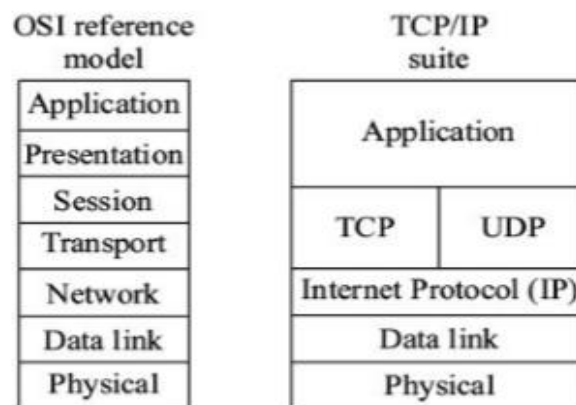 OSI reference
model
Application
Presentation
Session
Transport
Network
Data link
Physical
TCP/IP
suite
Application
TCP UDP
Internet Protocol (IP)
Data link
Physical